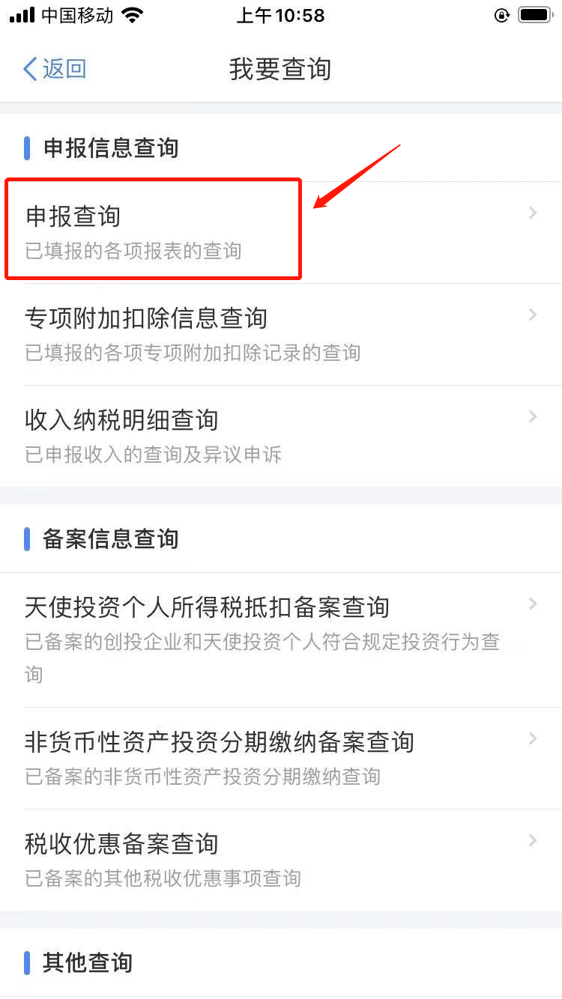 中国移动
上午10:58
返回
我要查询
申报信息查询
申报查询
已填报的各项报表的查询
专项附加扣除信息查询
已填报的各项专项附加扣除记录的查询
收入纳税明细查询
已申报收入的查询及异议申诉
备案信息查询
天使投资个人所得税抵扣备案查询
已备案的创投企业和天使投资个人符合规定投资行为查
询
非货币性资产投资分期缴纳备案查询
已备案的非货币性资产投资分期缴纳查询
税收优惠备案查询
已备案的其他税收优惠事项查询
其他查询